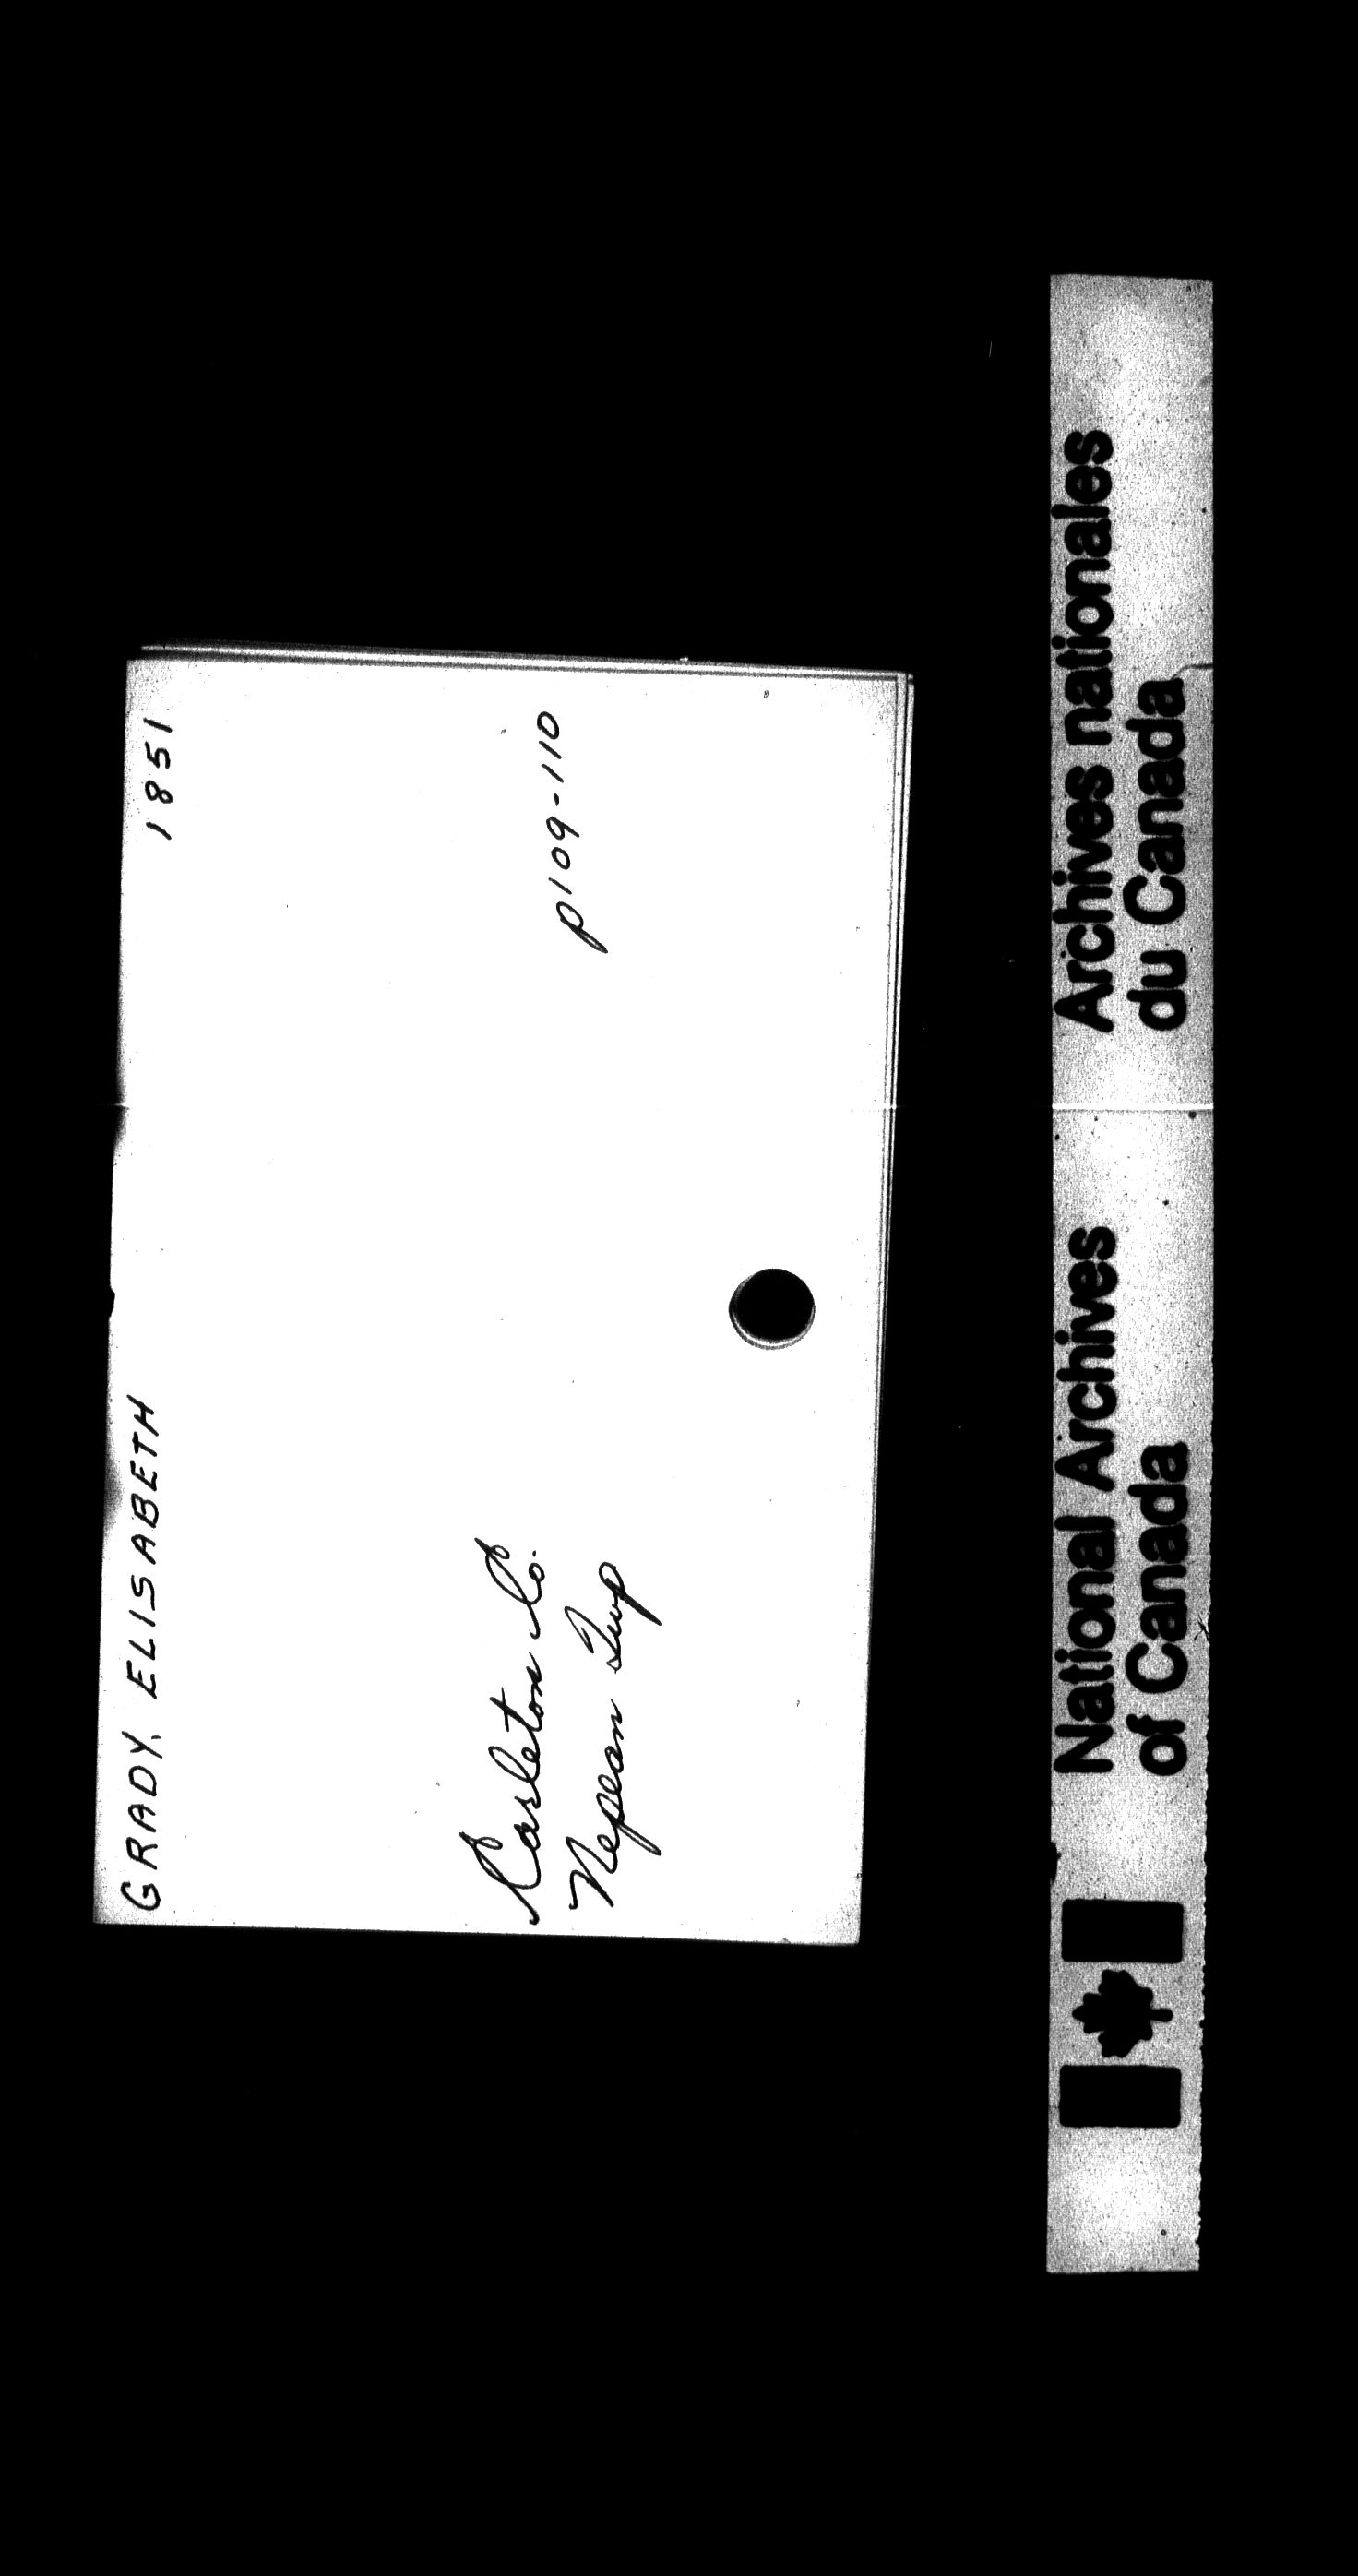 GRADY, ELISABETH 1851
Carleton Co.
Nepean Twp p109-110
National Archives
of Canada
Archives nationales
du Canada